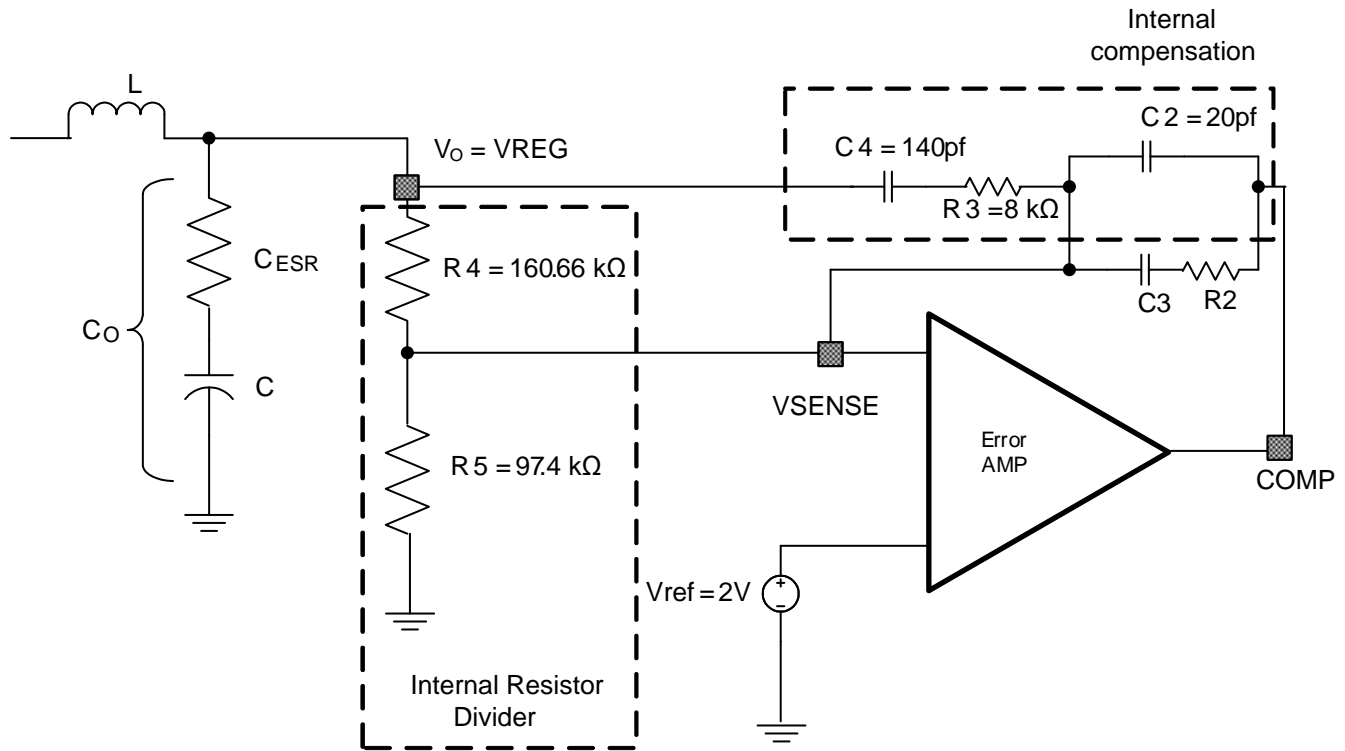 Internal
compensation
L
C 2 = 20pf
VO = VREG
C 4 = 140pf
R 3 = 8 kΩ
CESR
R 4 = 160.66 kΩ
C3
R2
CO
C
VSENSE
Error
AMP
R 5 = 97.4 kΩ
COMP
Vref = 2V
+
–
Internal Resistor
Divider